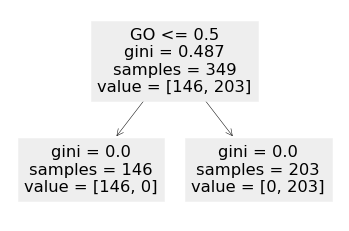 GO <= 0.5
gini = 0.487
samples = 349
value = [146, 203]
gini = 0.0
samples = 146
value = [146, 0]
gini = 0.0
samples = 203
value = [0, 203]